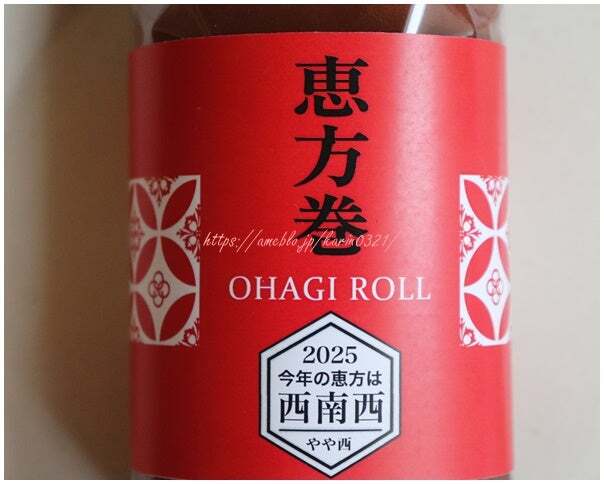 恵方巻
https://ameblo.jp/karin0321/
OHAGI ROLL
2025
今年の恵方は
西南西
やや西